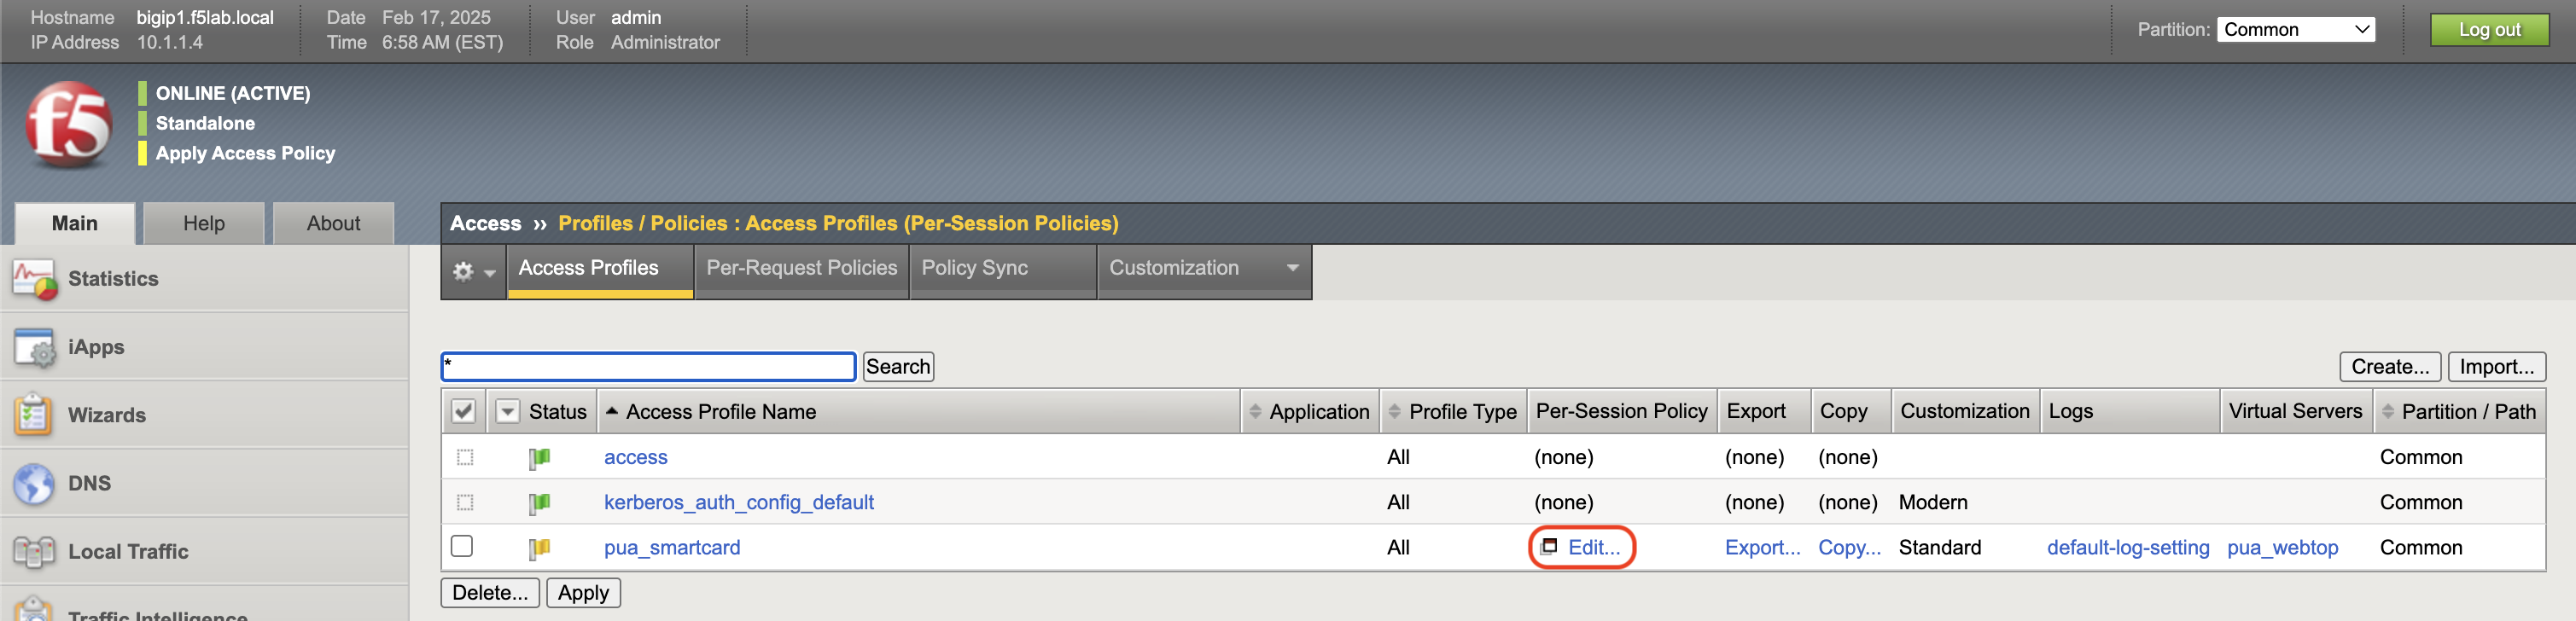 Hostname bigip1.f5lab.local Date Feb 17, 2025 User admin
IP Address 10.1.1.4 Time 6:58 AM (EST) Role Administrator
Partition: Common Log out
f5
ONLINE (ACTIVE)
Standalone
Apply Access Policy
Main Help About
Access ›› Profiles / Policies : Access Profiles (Per-Session Policies)
Access Profiles Per-Request Policies Policy Sync Customization
Statistics
iApps
Wizards
DNS
Local Traffic
Traffic Intelligence
* Search Create... Import...
Status Access Profile Name Application Profile Type Per-Session Policy Export Copy Customization Logs Virtual Servers Partition / Path
access All (none) (none) (none) Common
kerberos_auth_config_default All (none) (none) (none) Modern Common
pua_smartcard All Edit... Export... Copy... Standard default-log-setting pua_webtop Common
Delete... Apply